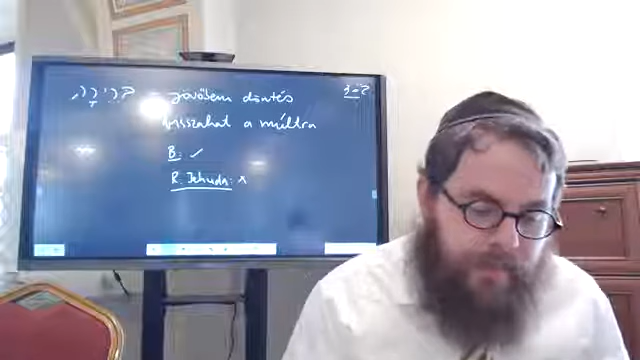 ברירה - jövőbeni döntés
visszahat a múltra
B: ✓
R. Jehuda: x